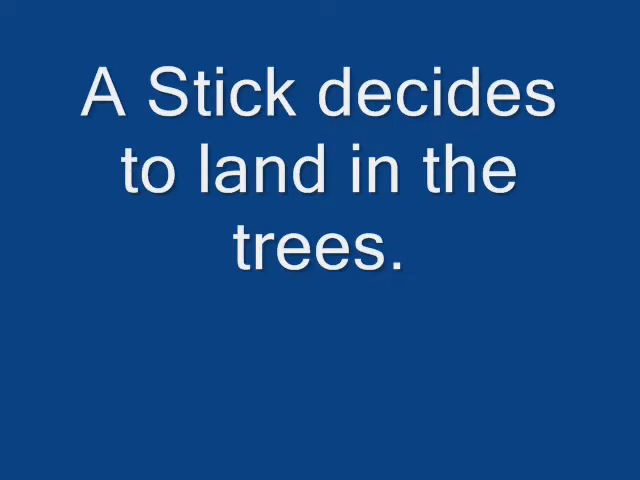 A Stick decides
to land in the
trees.